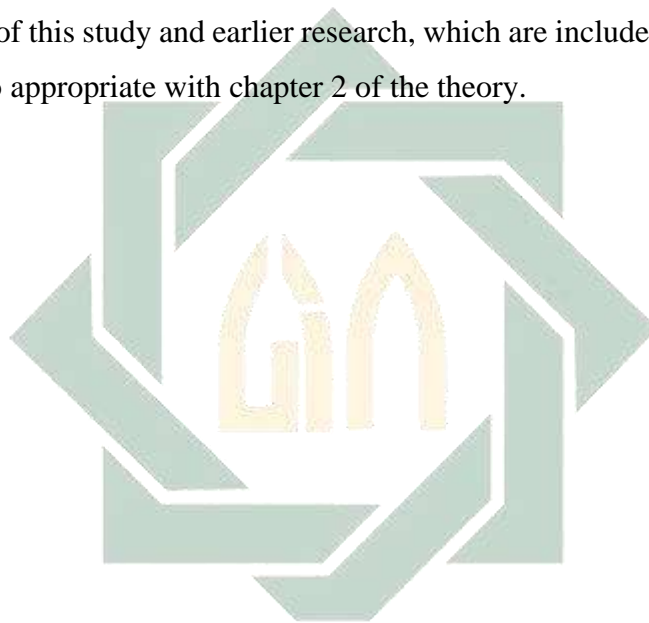 of this study and earlier research, which are include
appropriate with chapter 2 of the theory.